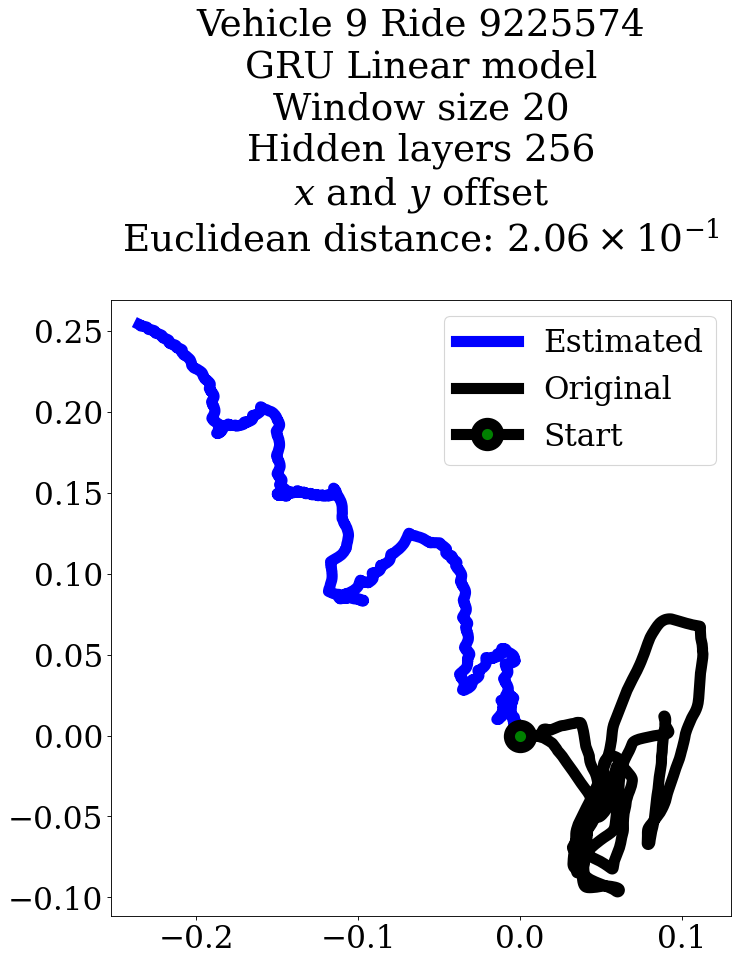 Vehicle 9 Ride 9225574
GRU Linear model
Window size 20
Hidden layers 256
x and y offset
Euclidean distance: 2.06 × 10⁻¹
Estimated
Original
Start
0.25
0.20
0.15
0.10
0.05
0.00
−0.05
−0.10
−0.2 −0.1 0.0 0.1